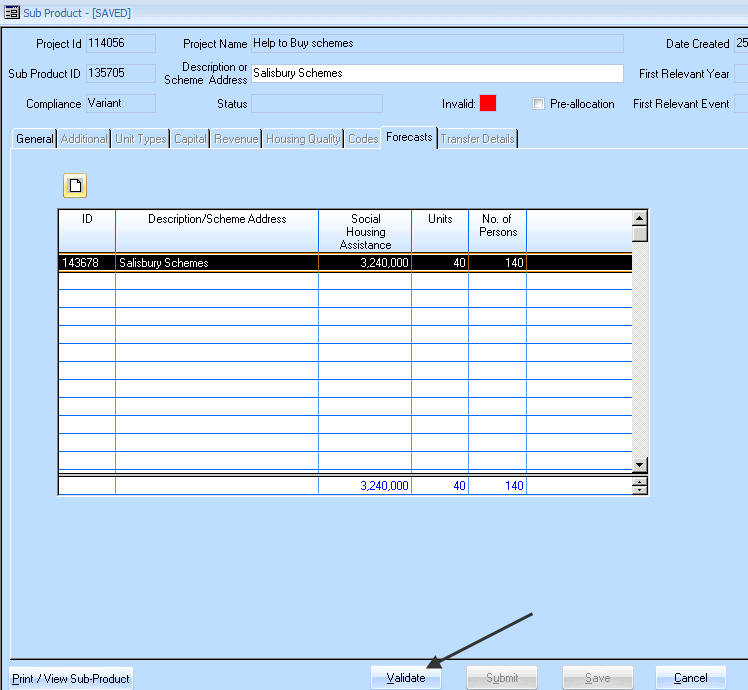 Sub Product - [SAVED]
Project Id 114056 Project Name Help to Buy schemes Date Created 25
Sub Product ID 135705 Description or Scheme Address Salisbury Schemes First Relevant Year
Compliance Variant Status Invalid: Pre-allocation First Relevant Event
General Additional Unit Types Capital Revenue Housing Quality Codes Forecasts Transfer Details
ID Description/Scheme Address Social Housing Assistance Units No. of Persons
143678 Salisbury Schemes 3,240,000 40 140
3,240,000 40 140
Print / View Sub-Product Validate Submit Save Cancel